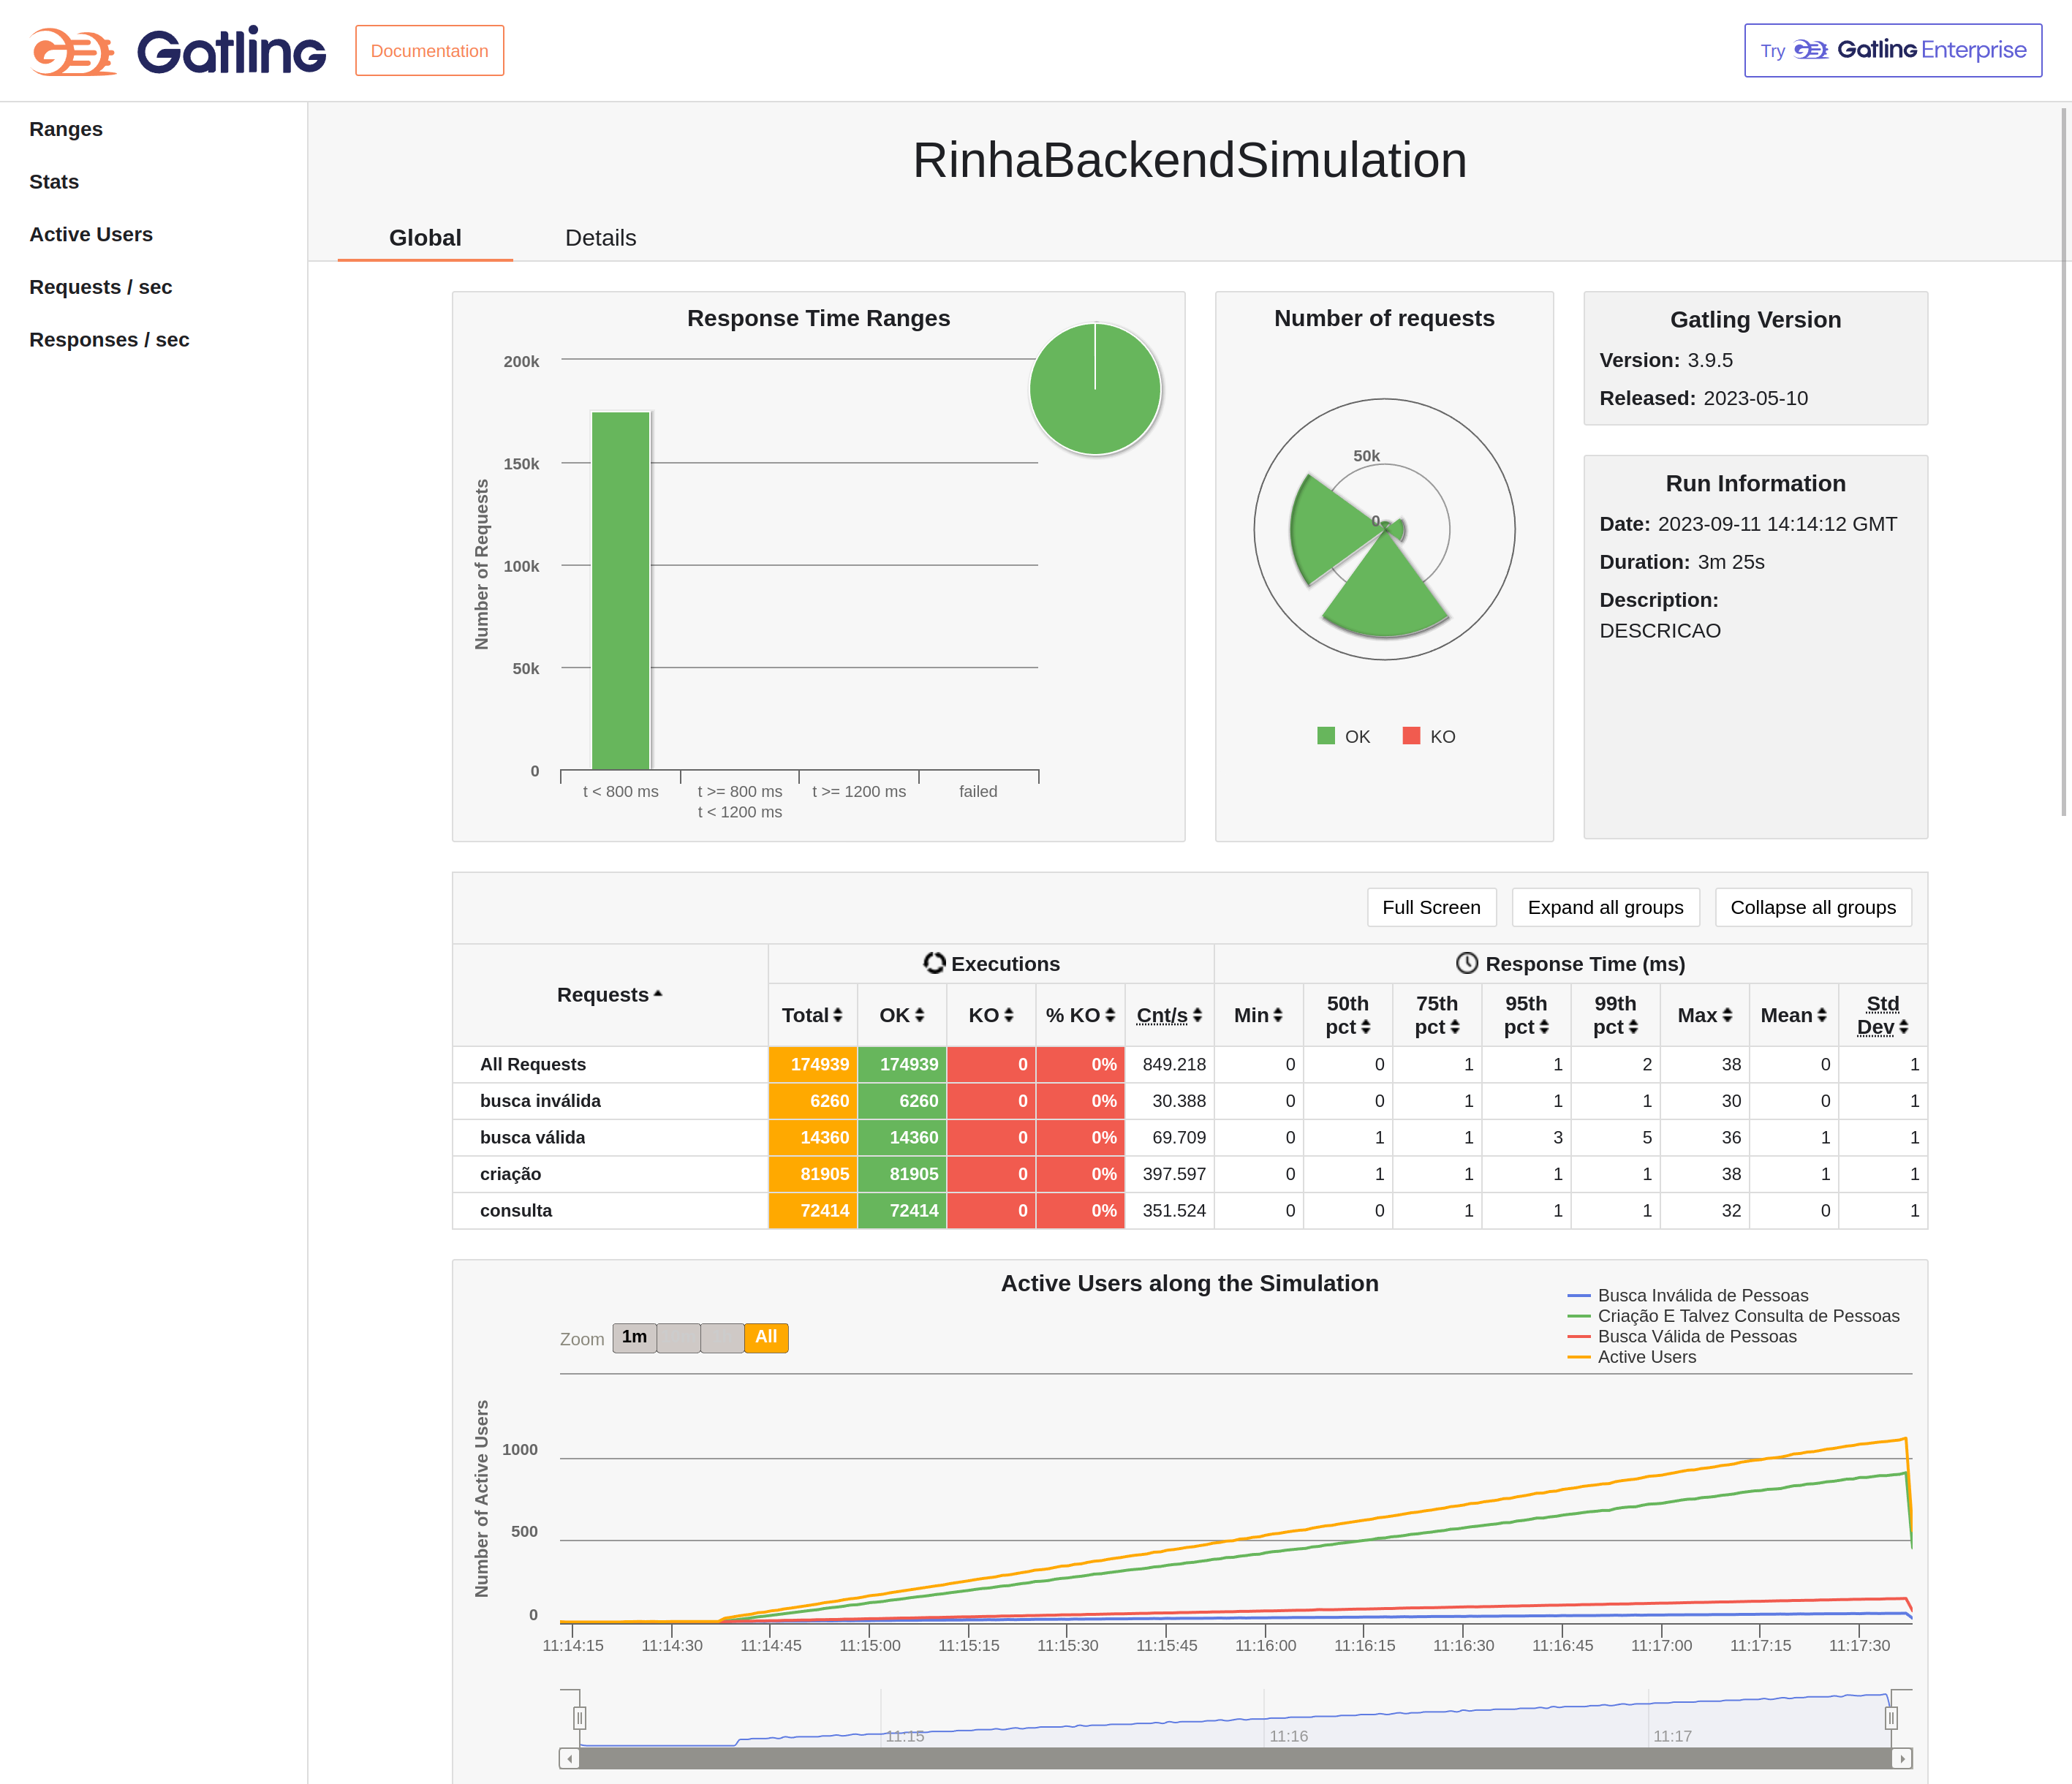 Gatling
Documentation
Try Gatling Enterprise
Ranges
Stats
Active Users
Requests / sec
Responses / sec
RinhaBackendSimulation
Global Details
Response Time Ranges
200k
150k
100k
50k
0
Number of Requests
t < 800 ms
t >= 800 ms
t < 1200 ms
t >= 1200 ms
failed
Number of requests
50k
0
OK KO
Gatling Version
Version: 3.9.5
Released: 2023-05-10
Run Information
Date: 2023-09-11 14:14:12 GMT
Duration: 3m 25s
Description:
DESCRICAO
Full Screen Expand all groups Collapse all groups
Requests Executions Response Time (ms)
Total OK KO % KO Cnt/s Min 50th pct 75th pct 95th pct 99th pct Max Mean Std Dev
All Requests 174939 174939 0 0% 849.218 0 0 1 1 2 38 0 1
busca inválida 6260 6260 0 0% 30.388 0 0 1 1 1 30 0 1
busca válida 14360 14360 0 0% 69.709 0 1 1 3 5 36 1 1
criação 81905 81905 0 0% 397.597 0 1 1 1 1 38 1 1
consulta 72414 72414 0 0% 351.524 0 0 1 1 1 32 0 1
Active Users along the Simulation
Busca Inválida de Pessoas
Criação E Talvez Consulta de Pessoas
Busca Válida de Pessoas
Active Users
Zoom 1m All
Number of Active Users
1000
500
0
11:14:15 11:14:30 11:14:45 11:15:00 11:15:15 11:15:30 11:15:45 11:16:00 11:16:15 11:16:30 11:16:45 11:17:00 11:17:15 11:17:30
11:15 11:16 11:17